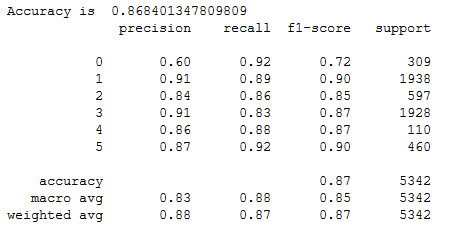 Accuracy is  0.868401347809809
              precision    recall  f1-score   support

           0       0.60      0.92      0.72       309
           1       0.91      0.89      0.90      1938
           2       0.84      0.86      0.85       597
           3       0.91      0.83      0.87      1928
           4       0.86      0.88      0.87       110
           5       0.87      0.92      0.90       460

    accuracy                           0.87      5342
   macro avg       0.83      0.88      0.85      5342
weighted avg       0.88      0.87      0.87      5342